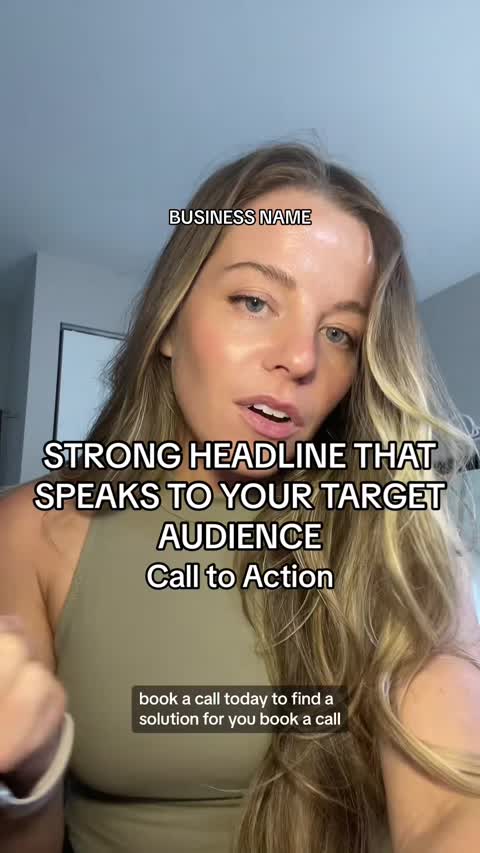 BUSINESS NAME
STRONG HEADLINE THAT
SPEAKS TO YOUR TARGET
AUDIENCE
Call to Action
book a call today to find a
solution for you book a call